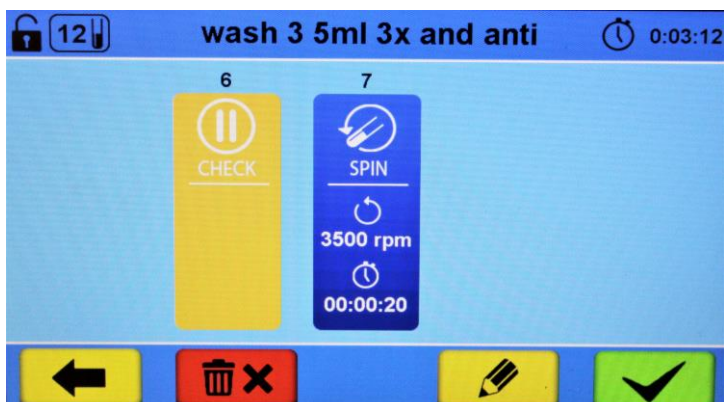 12
wash 3 5ml 3x and anti
0:03:12
6
7
CHECK
SPIN
3500 rpm
00:00:20